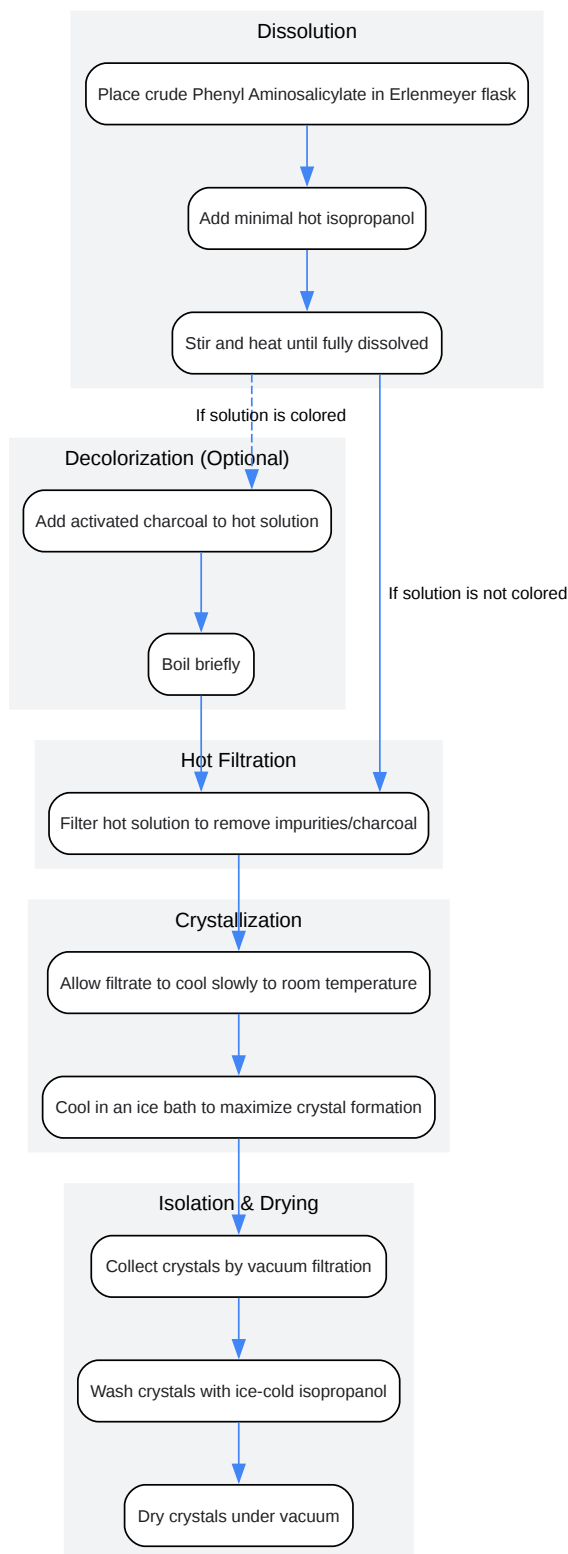 Dissolution
Place crude Phenyl Aminosalicylate in Erlenmeyer flask
Add minimal hot isopropanol
Stir and heat until fully dissolved
If solution is colored
Decolorization (Optional)
Add activated charcoal to hot solution
If solution is not colored
Boil briefly
Hot Filtration
Filter hot solution to remove impurities/charcoal
Crystallization
Allow filtrate to cool slowly to room temperature
Cool in an ice bath to maximize crystal formation
Isolation & Drying
Collect crystals by vacuum filtration
Wash crystals with ice-cold isopropanol
Dry crystals under vacuum